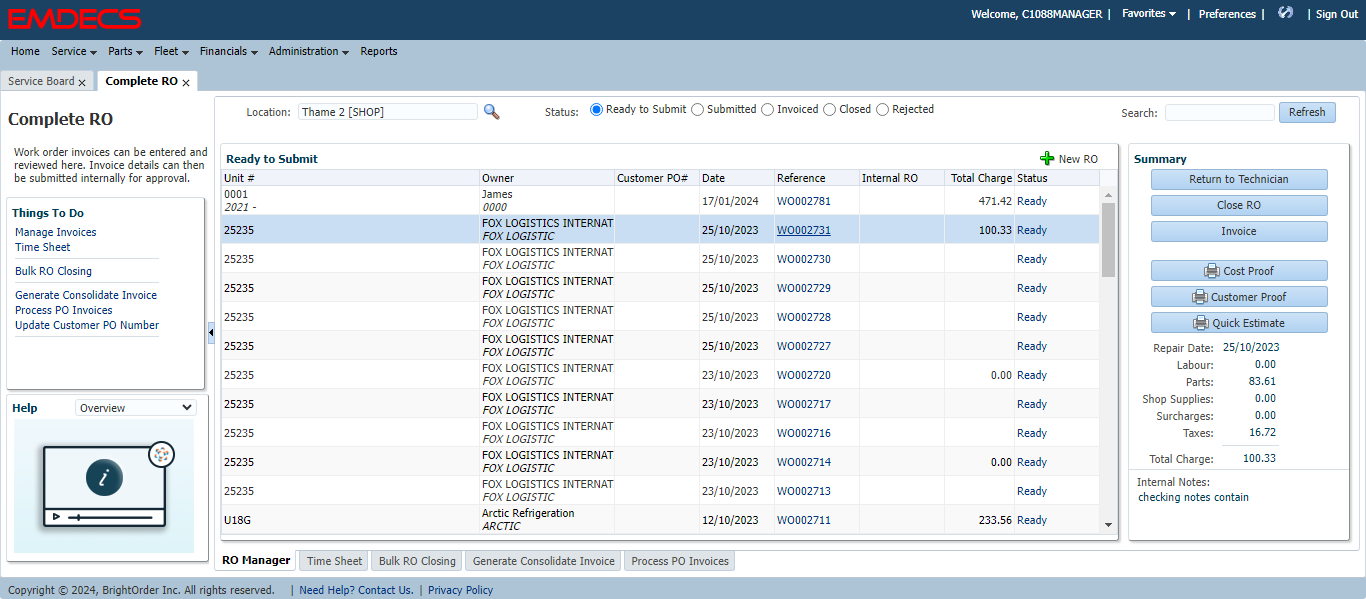 EMDECS
Welcome, C1088MANAGER | Favorites | Preferences | | Sign Out
Home Service Parts Fleet Financials Administration Reports
Service Board x Complete RO x
Complete RO
Work order invoices can be entered and
reviewed here. Invoice details can then
be submitted internally for approval.
Things To Do
Manage Invoices
Time Sheet
Bulk RO Closing
Generate Consolidate Invoice
Process PO Invoices
Update Customer PO Number
Help Overview
i
Location: Thame 2 [SHOP] Status: Ready to Submit Submitted Invoiced Closed Rejected Search: Refresh
Ready to Submit New RO
Unit # Owner Customer PO# Date Reference Internal RO Total Charge Status
0001 James
2021 - 0000 17/01/2024 WO002781 471.42 Ready
25235 FOX LOGISTICS INTERNAT 25/10/2023 WO002731 100.33 Ready
FOX LOGISTIC
25235 FOX LOGISTICS INTERNAT 25/10/2023 WO002730 Ready
FOX LOGISTIC
25235 FOX LOGISTICS INTERNAT 25/10/2023 WO002729 Ready
FOX LOGISTIC
25235 FOX LOGISTICS INTERNAT 25/10/2023 WO002728 Ready
FOX LOGISTIC
25235 FOX LOGISTICS INTERNAT 25/10/2023 WO002727 Ready
FOX LOGISTIC
25235 FOX LOGISTICS INTERNAT 23/10/2023 WO002720 0.00 Ready
FOX LOGISTIC
25235 FOX LOGISTICS INTERNAT 23/10/2023 WO002717 Ready
FOX LOGISTIC
25235 FOX LOGISTICS INTERNAT 23/10/2023 WO002716 Ready
FOX LOGISTIC
25235 FOX LOGISTICS INTERNAT 23/10/2023 WO002714 0.00 Ready
FOX LOGISTIC
25235 FOX LOGISTICS INTERNAT 23/10/2023 WO002713 Ready
FOX LOGISTIC
U18G Arctic Refrigeration 12/10/2023 WO002711 233.56 Ready
ARCTIC
Summary
Return to Technician
Close RO
Invoice
Cost Proof
Customer Proof
Quick Estimate
Repair Date: 25/10/2023
Labour: 0.00
Parts: 83.61
Shop Supplies: 0.00
Surcharges: 0.00
Taxes: 16.72
Total Charge: 100.33
Internal Notes:
checking notes contain
RO Manager Time Sheet Bulk RO Closing Generate Consolidate Invoice Process PO Invoices
Copyright © 2024, BrightOrder Inc. All rights reserved. | Need Help? Contact Us. | Privacy Policy